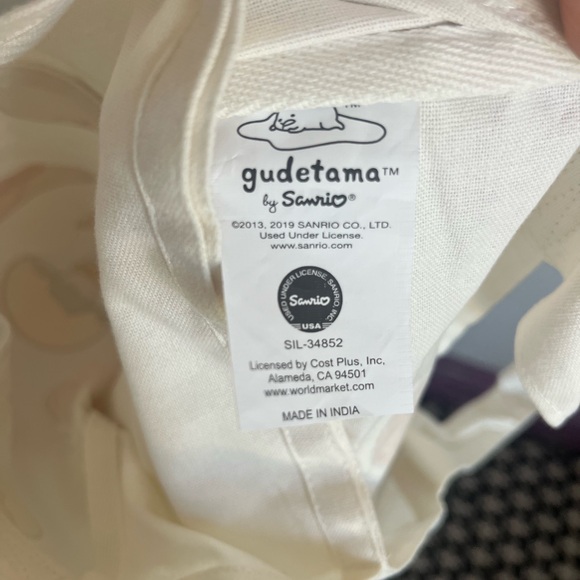 TM
gudetama™
by Sanrio®
©2013, 2019 SANRIO CO., LTD.
Used Under License.
www.sanrio.com
USED UNDER LICENSE, SANRIO, INC.
Sanrio
USA
SIL-34852
Licensed by Cost Plus, Inc,
Alameda, CA 94501
www.worldmarket.com
MADE IN INDIA